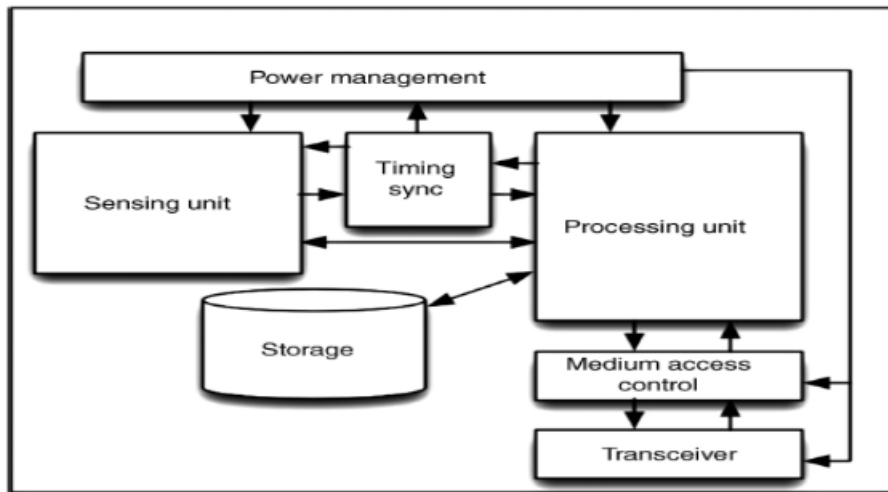 Power management
Sensing unit
Timing
sync
Processing unit
Storage
Medium access
control
Transceiver